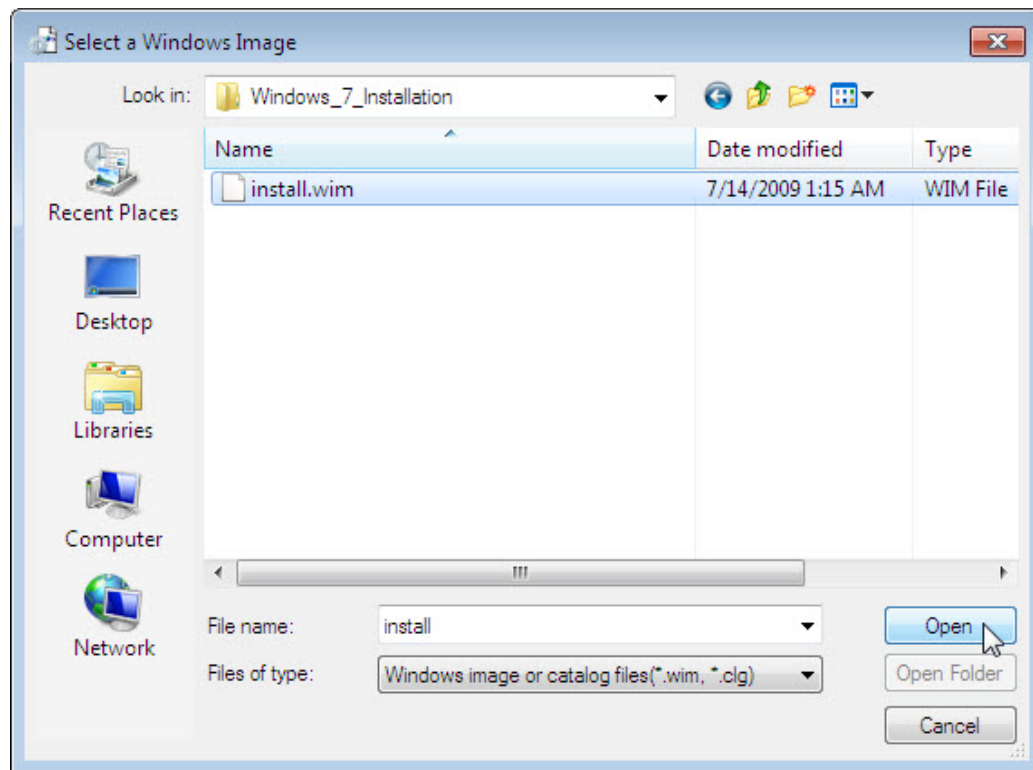 Select a Windows Image
Look in: Windows_7_Installation
Name Date modified Type
install.wim 7/14/2009 1:15 AM WIM File
Recent Places
Desktop
Libraries
Computer
Network
File name: install Open
Files of type: Windows image or catalog files(*.wim, *.clg) Open Folder
Cancel